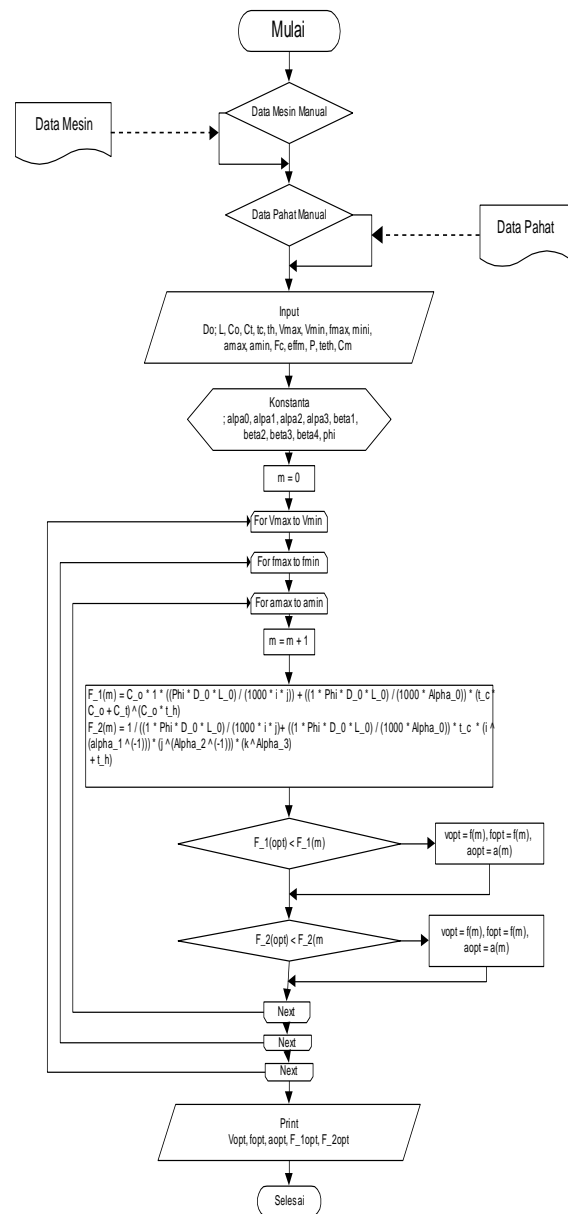 Mulai
Data Mesin Manual
Data Mesin
Data Pahat Manual
Data Pahat
Input
Do; L, Co, Ct, tc, th, Vmax, Vmin, fmax, mini,
amax, amin, Fc, effm, P, teth, Cm
Konstanta
; alpa0, alpa1, alpa2, alpa3, beta1,
beta2, beta3, beta4, phi
m = 0
For Vmax to Vmin
For fmax to fmin
For amax to amin
m = m + 1
F_1(m) = C_o * 1 * ((Phi * D_0 * L_0) / (1000 * i * j)) + ((1 * Phi * D_0 * L_0) / (1000 * Alpha_0)) * (t_c *
C_o + C_t) ^ (C_o * t_h)
F_2(m) = 1 / ((1 * Phi * D_0 * L_0) / (1000 * i * j)+ ((1 * Phi * D_0 * L_0) / (1000 * Alpha_0)) * t_c * (i ^
(alpha_1 ^ (-1))) * (j ^ (Alpha_2 ^ (-1))) * (k ^ Alpha_3)
+ t_h)
F_1(opt) < F_1(m)
vopt = f(m), fopt = f(m),
aopt = a(m)
F_2(opt) < F_2(m
vopt = f(m), fopt = f(m),
aopt = a(m)
Next
Next
Next
Print
Vopt, fopt, aopt, F_1opt, F_2opt
Selesai